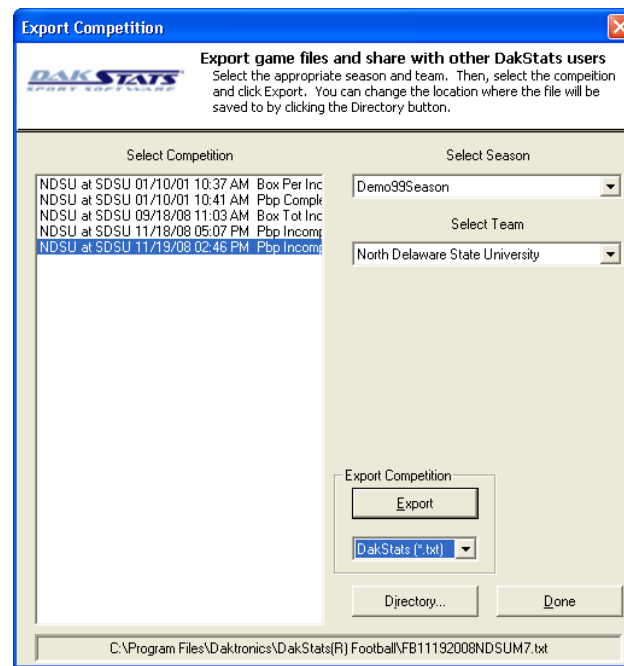 Export Competition
DAK STATS
SPORT SOFTWARE
Export game files and share with other DakStats users
Select the appropriate season and team. Then, select the compeition
and click Export. You can change the location where the file will be
saved to by clicking the Directory button.
Select Competition
NDSU at SDSU 01/10/01 10:37 AM Box Per Inc
NDSU at SDSU 01/10/01 10:41 AM Pbp Comple
NDSU at SDSU 09/18/08 11:03 AM Box Tot Inc
NDSU at SDSU 11/18/08 05:07 PM Pbp Incomp
NDSU at SDSU 11/19/08 02:46 PM Pbp Incomp
Select Season
Demo99Season
Select Team
North Delaware State University
Export Competition
Export
DakStats (*.txt)
Directory...
Done
C:\Program Files\Daktronics\DakStats(R) Football\FB11192008NDSUM7.txt